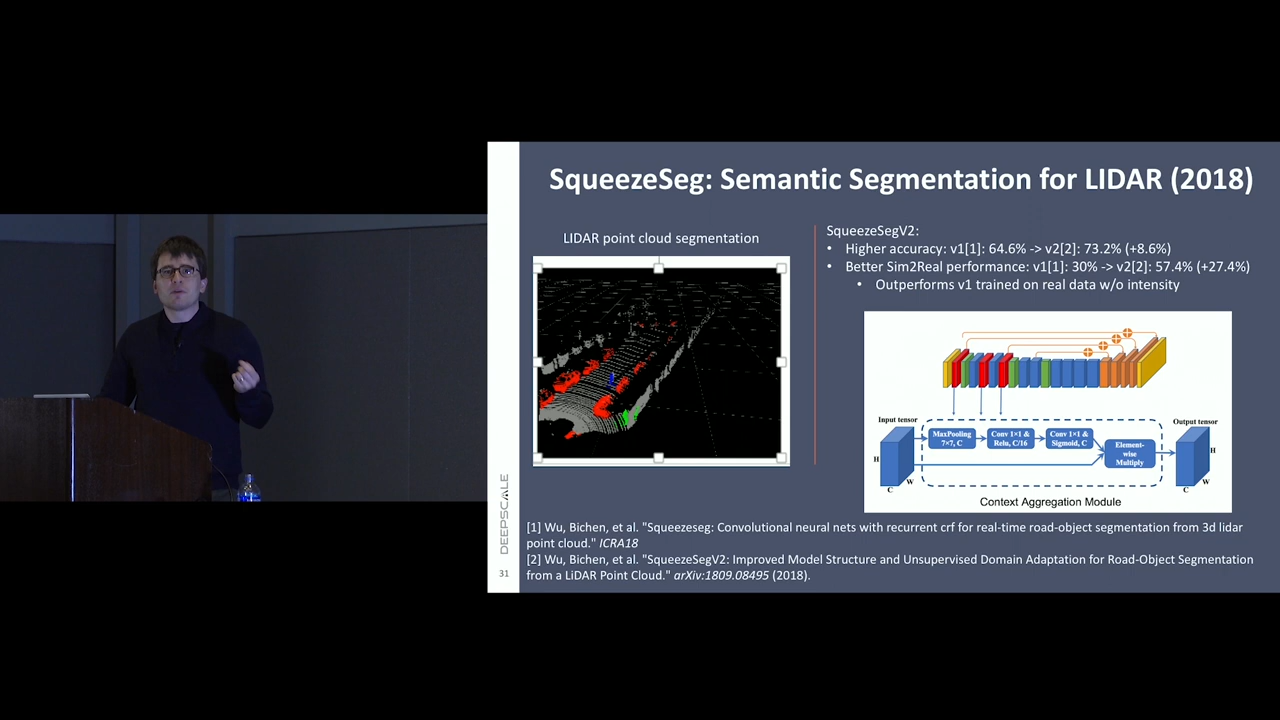 SqueezeSeg: Semantic Segmentation for LIDAR (2018)
LIDAR point cloud segmentation
SqueezeSegV2:
• Higher accuracy: v1[1]: 64.6% -> v2[2]: 73.2% (+8.6%)
• Better Sim2Real performance: v1[1]: 30% -> v2[2]: 57.4% (+27.4%)
• Outperforms v1 trained on real data w/o intensity
Input tensor
Output tensor
MaxPooling
7×7, C
Conv 1×1 &
Relu, C/16
Conv 1×1 &
Sigmoid, C
Element-
wise
Multiply
H
W
C
H
W
C
Context Aggregation Module
[1] Wu, Bichen, et al. "Squeezeseg: Convolutional neural nets with recurrent crf for real-time road-object segmentation from 3d lidar
point cloud." ICRA18
[2] Wu, Bichen, et al. "SqueezeSegV2: Improved Model Structure and Unsupervised Domain Adaptation for Road-Object Segmentation
from a LiDAR Point Cloud." arXiv:1809.08495 (2018).
DEEPSCALE
31